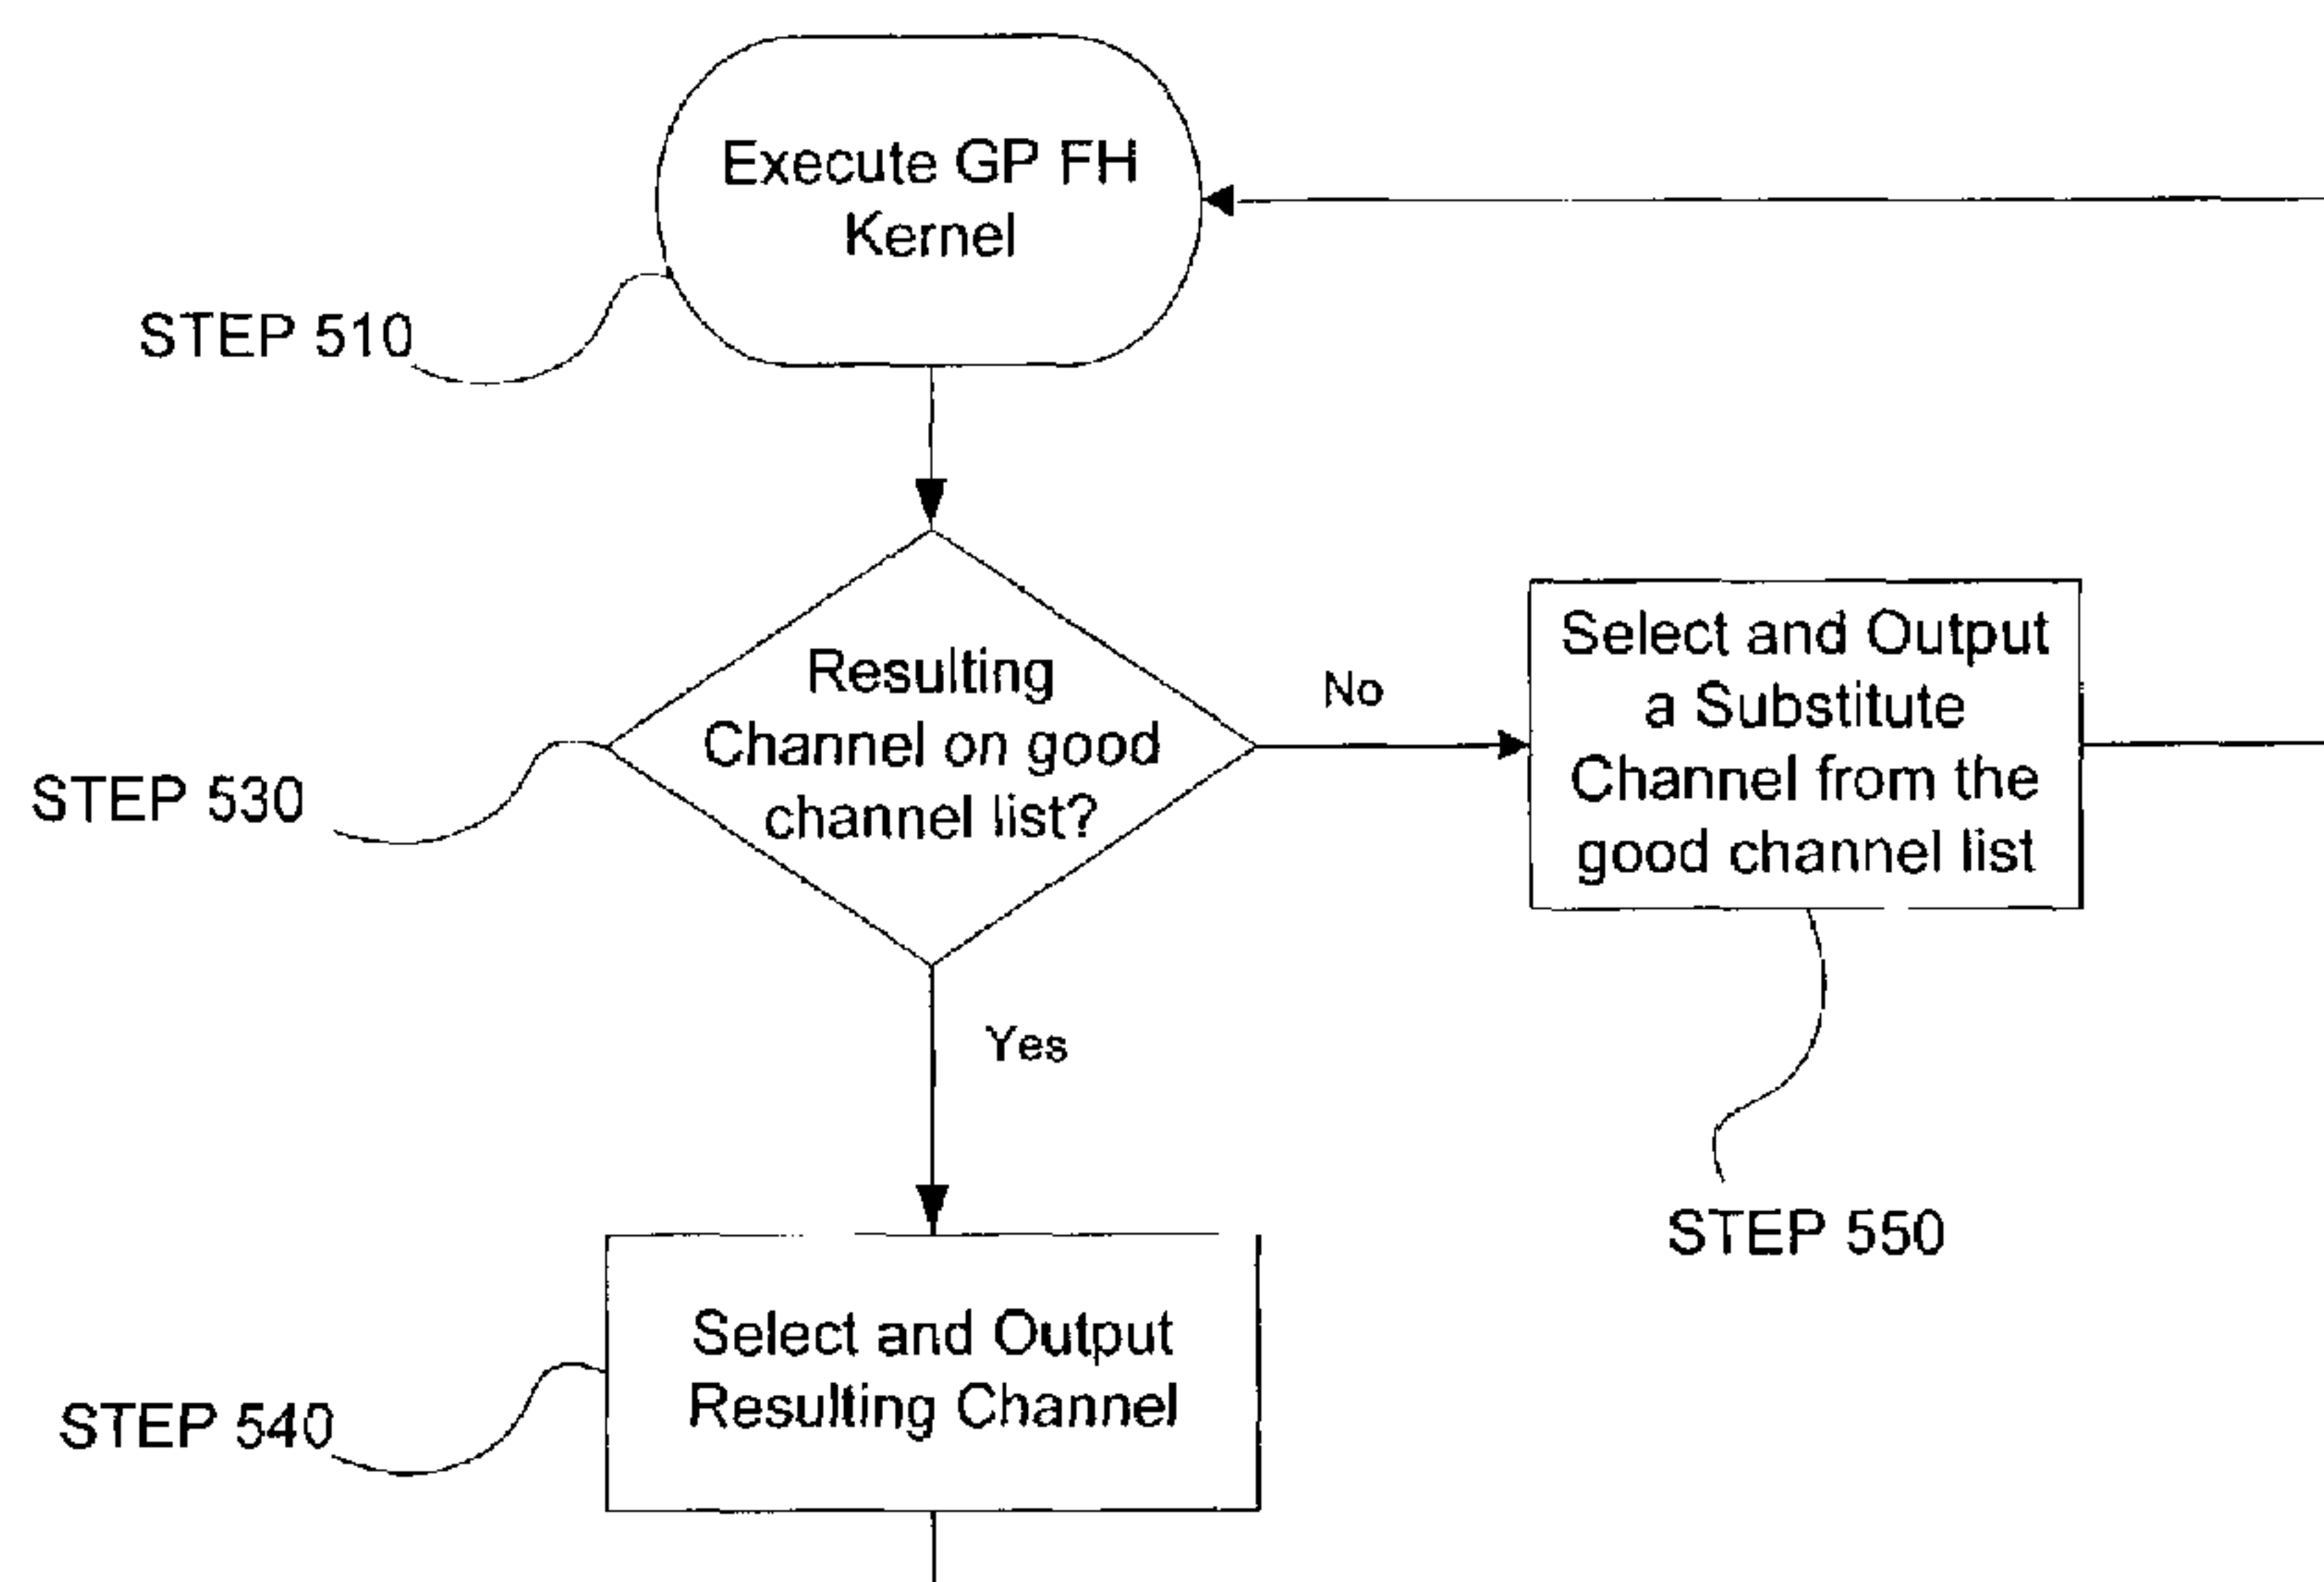 Execute GP FH
Kernel
STEP 510
Resulting
Channel on good
channel list?
STEP 530
No
Select and Output
a Substitute
Channel from the
good channel list
Yes
STEP 550
Select and Output
Resulting Channel
STEP 540